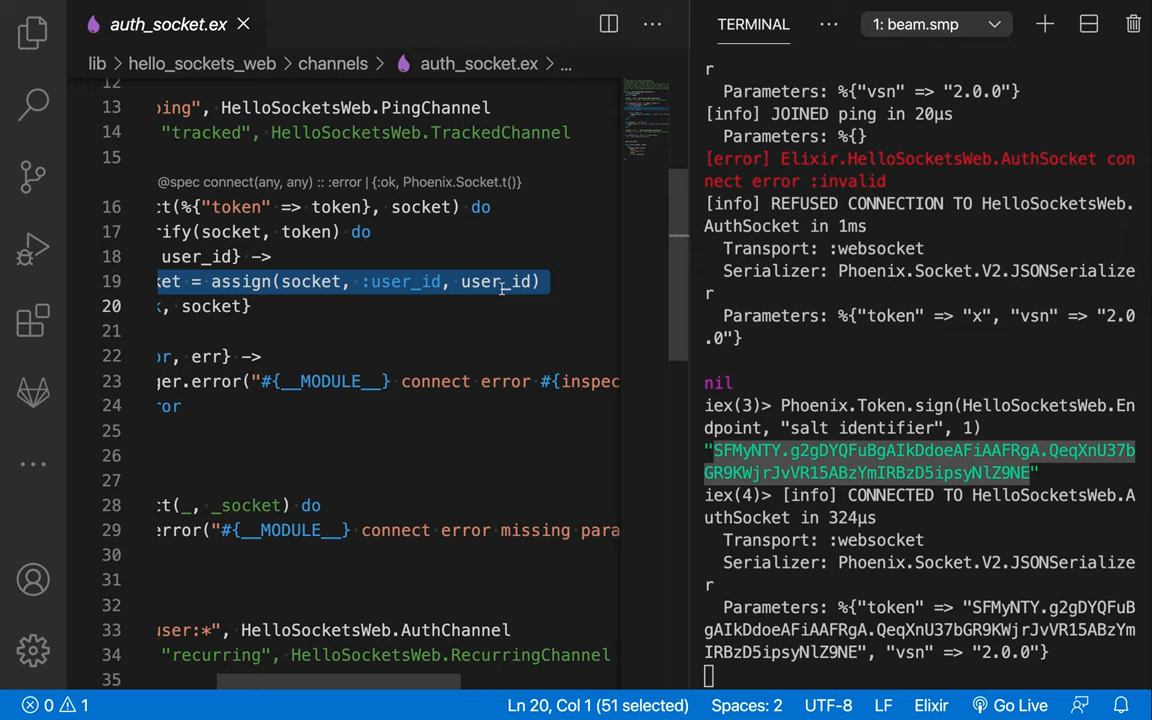 auth_socket.ex
lib > hello_sockets_web > channels > auth_socket.ex > ...
12
13 ing", HelloSocketsWeb.PingChannel
14 "tracked", HelloSocketsWeb.TrackedChannel
15
@spec connect(any, any) :: :error | {:ok, Phoenix.Socket.t()}
16 ct(%{"token" => token}, socket) do
17 ify(socket, token) do
18 user_id} ->
19 ket = assign(socket, :user_id, user_id)
20 , socket}
21
22 or, err} ->
23 ger.error("#{__MODULE__} connect error #{inspec
24 ror
25
26
27
28 ct(_, _socket) do
29 error("#{__MODULE__} connect error missing para
30
31
32
33 user:*", HelloSocketsWeb.AuthChannel
34 "recurring", HelloSocketsWeb.RecurringChannel
35
TERMINAL ... 1: beam.smp
r
Parameters: %{"vsn" => "2.0.0"}
[info] JOINED ping in 20µs
Parameters: %{}
[error] Elixir.HelloSocketsWeb.AuthSocket con
nect error :invalid
[info] REFUSED CONNECTION TO HelloSocketsWeb.
AuthSocket in 1ms
Transport: :websocket
Serializer: Phoenix.Socket.V2.JSONSerialize
r
Parameters: %{"token" => "x", "vsn" => "2.0
.0"}
nil
iex(3)> Phoenix.Token.sign(HelloSocketsWeb.En
dpoint, "salt identifier", 1)
"SFMyNTY.g2gDYQFuBgAIkDdoeAFiAAFRgA.QeqXnU37b
GR9KWjrJvVR15ABzYmIRBzD5ipsyNlZ9NE"
iex(4)> [info] CONNECTED TO HelloSocketsWeb.A
uthSocket in 324µs
Transport: :websocket
Serializer: Phoenix.Socket.V2.JSONSerialize
r
Parameters: %{"token" => "SFMyNTY.g2gDYQFuB
gAIkDdoeAFiAAFRgA.QeqXnU37bGR9KWjrJvVR15ABzYm
IRBzD5ipsyNlZ9NE", "vsn" => "2.0.0"}
0 1 Ln 20, Col 1 (51 selected) Spaces: 2 UTF-8 LF Elixir Go Live